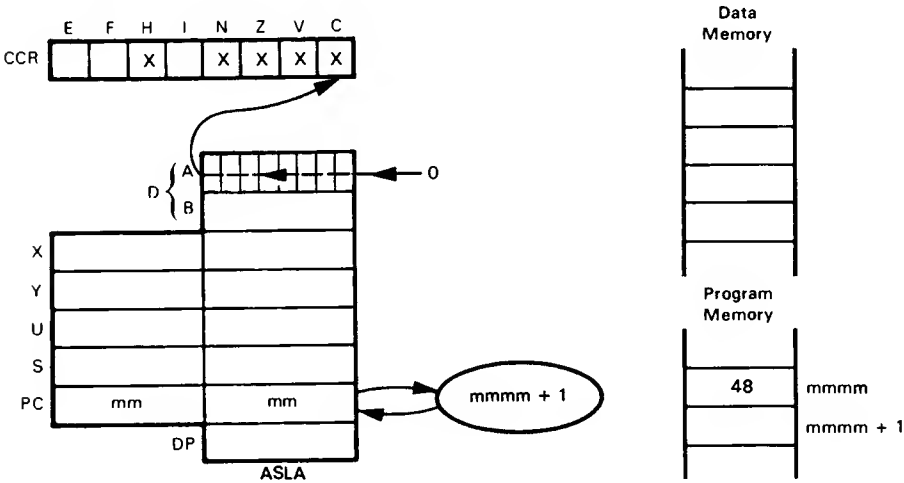 E F H I N Z V C
CCR X X X X X
Data
Memory
A
0
D
B
X
Y
U
S
PC mm mm
mmmm + 1
DP
ASLA
Program
Memory
48 mmmm
mmmm + 1